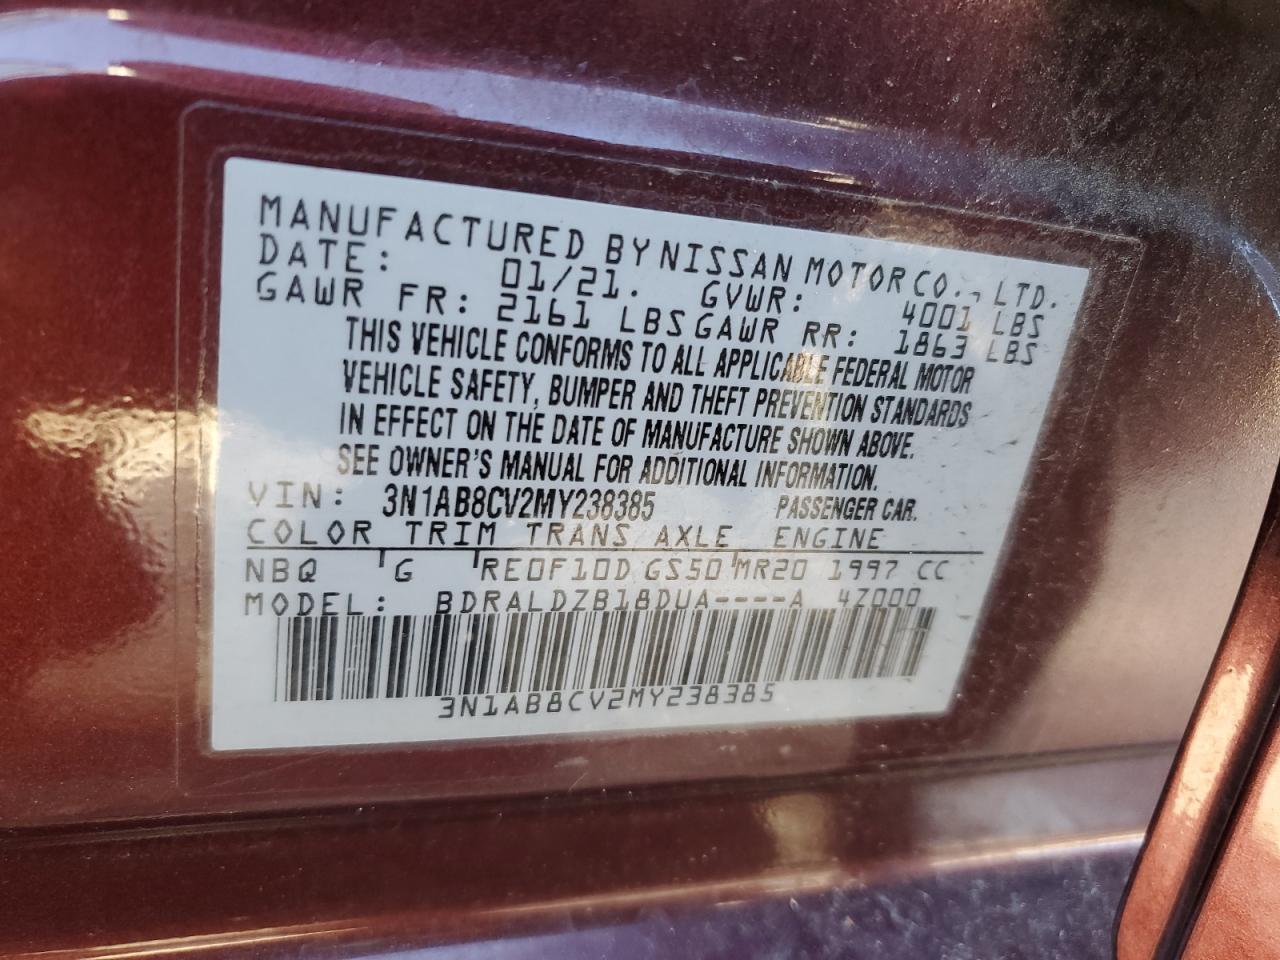 MANUFACTURED BY NISSAN MOTOR CO., LTD.
DATE: 01/21. GVWR: 4001 LBS
GAWR FR: 2161 LBS GAWR RR: 1863 LBS
THIS VEHICLE CONFORMS TO ALL APPLICABLE FEDERAL MOTOR
VEHICLE SAFETY, BUMPER AND THEFT PREVENTION STANDARDS
IN EFFECT ON THE DATE OF MANUFACTURE SHOWN ABOVE.
SEE OWNER'S MANUAL FOR ADDITIONAL INFORMATION.
VIN: 3N1AB8CV2MY238385 PASSENGER CAR.
COLOR TRIM TRANS AXLE ENGINE
NBQ G RE0F10D GS50 MR20 1997 CC
MODEL: BDRALDZB18DUA----A 4Z000
3N1AB8CV2MY238385